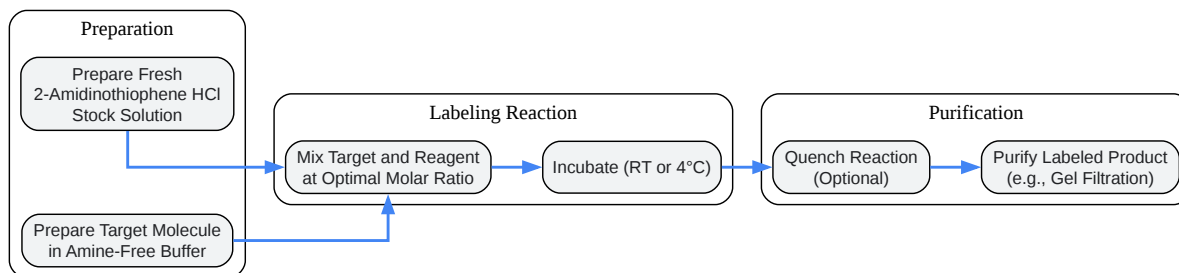 Preparation
Prepare Fresh
2-Amidinothiophene HCl
Stock Solution
Prepare Target Molecule
in Amine-Free Buffer
Labeling Reaction
Mix Target and Reagent
at Optimal Molar Ratio
Incubate (RT or 4°C)
Purification
Quench Reaction
(Optional)
Purify Labeled Product
(e.g., Gel Filtration)